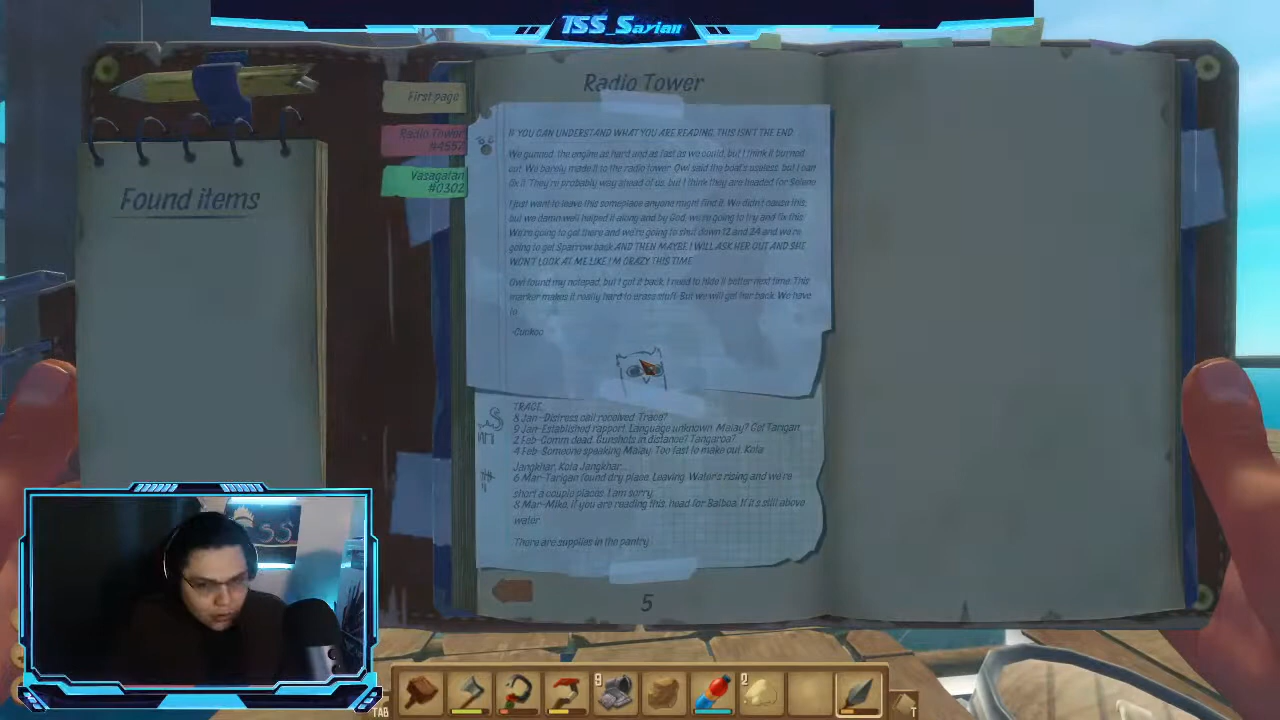 TSS_Sayian
Radio Tower
First page
Radio Tower
#4552
Vasagatan
#0302
Found items
IF YOU CAN UNDERSTAND WHAT YOU ARE READING, THIS ISN'T THE END.
We gunned the engine as hard and as fast as we could, but I think it burned
out. We barely made it to the radio tower. Owl said the boat's useless, but I can
fix it. They're probably way ahead of us, but I think they are headed for Selene
I just want to leave this someplace anyone might find it. We didn't cause this,
but we damn well helped it along and by God, we're going to try and fix this.
We're going to get there and we're going to shut down 12 and 24 and we're
going to get Sparrow back AND THEN MAYBE I WILL ASK HER OUT AND SHE
WON'T LOOK AT ME LIKE I'M CRAZY THIS TIME
Owl found my notepad, but I got it back. I need to hide it better next time. This
marker makes it really hard to erase stuff. But we will get her back. We have
to
-Cuckoo
TRACE
8 Jan-Distress call received. Trace?
9 Jan-Established rapport. Language unknown. Malay? Get Tarigan
2 Feb-Comm dead. Gunshots in distance? Tangaroa?
4 Feb-Someone speaking Malay. Too fast to make out. Kola
Jangkhar, Kola Jangkhar...
6 Mar-Tarigan found dry place. Leaving. Water's rising and we're
short a couple places. I am sorry.
8 Mar-Mike, if you are reading this, head for Balboa. If it's still above
water
There are supplies in the pantry
5
9
2
TAB
T